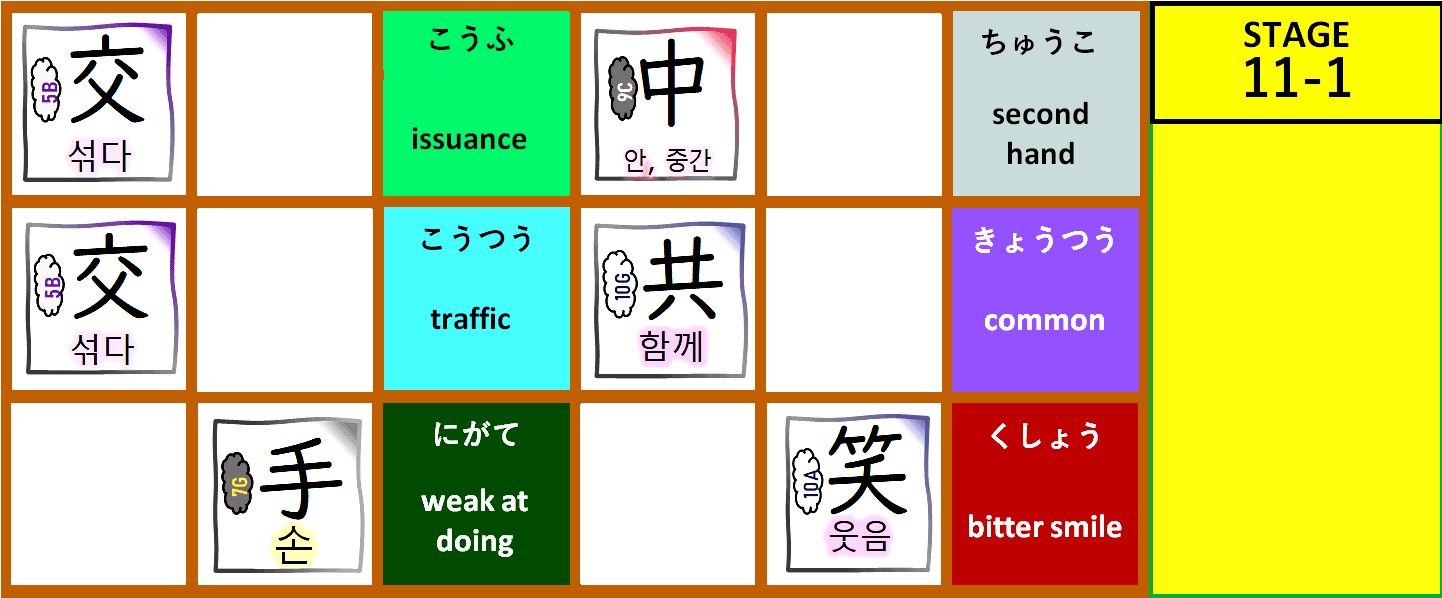 交
5B
섞다
こうふ
issuance
中
9C
안, 중간
ちゅうこ
second
hand
STAGE
11-1
交
5B
섞다
こうつう
traffic
共
10G
함께
きょうつう
common
手
7G
손
にがて
weak at
doing
笑
10A
웃음
くしょう
bitter smile